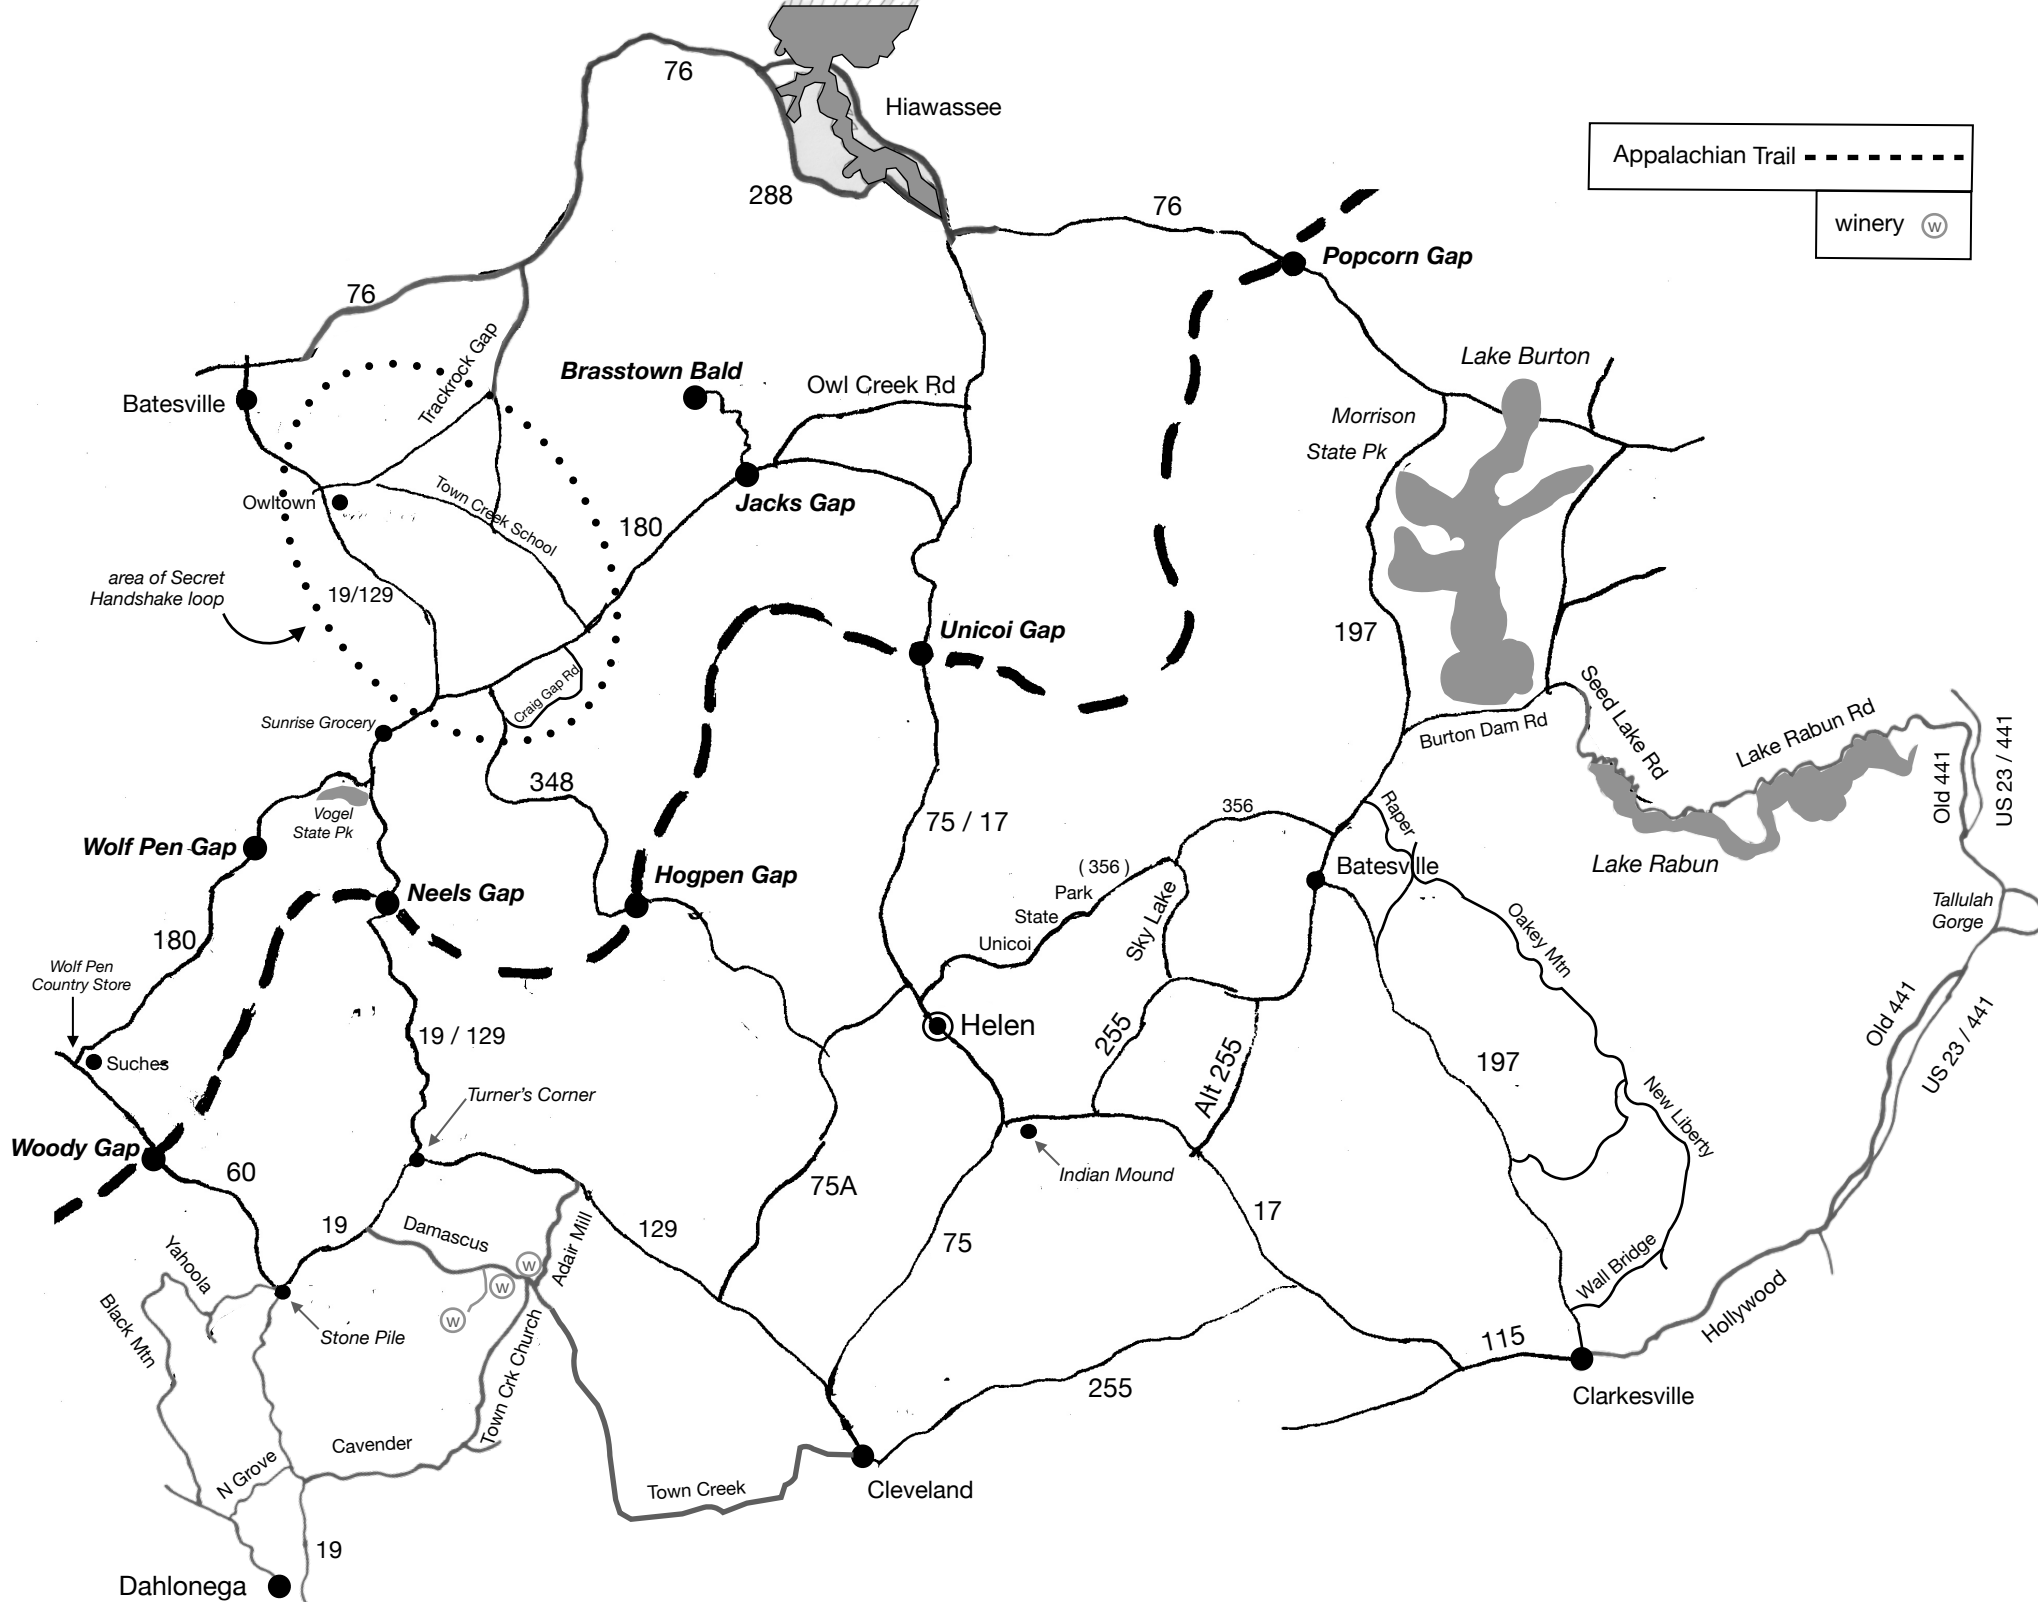 76
Hiawassee
Appalachian Trail
288
76
winery w
Popcorn Gap
76
Trackrock Gap
Brasstown Bald
Owl Creek Rd
Lake Burton
Batesville
Morrison
State Pk
Owltown
Town Creek School
Jacks Gap
180
area of Secret
Handshake loop
19/129
Unicoi Gap
197
Craig Gap Rd
Sunrise Grocery
Seed Lake Rd
Burton Dam Rd
Lake Rabun Rd
Old 441
US 23 / 441
348
Vogel
State Pk
75 / 17
356
Raper
Wolf Pen Gap
Hogpen Gap
( 356 )
Batesville
Lake Rabun
Neels Gap
Park
State
Unicoi
Sky Lake
Tallulah
Gorge
180
Oakey Mtn
Wolf Pen
Country Store
19 / 129
Helen
255
Alt 255
197
Old 441
US 23 / 441
Suches
Turner's Corner
New Liberty
Woody Gap
60
Indian Mound
75A
19
Damascus
Adair Mill
129
75
17
Yahoola
w
w
w
Wall Bridge
Black Mtn
Stone Pile
Hollywood
Town Crk Church
115
255
Clarkesville
N Grove
Cavender
Town Creek
Cleveland
19
Dahlonega